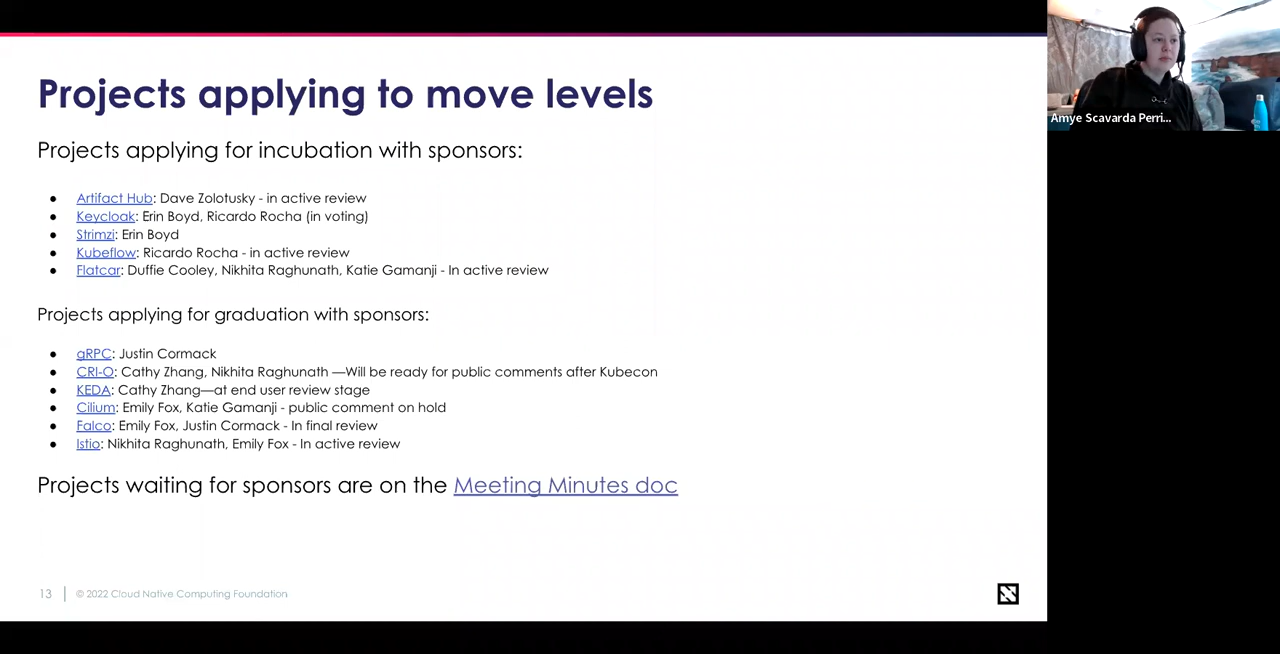 Projects applying to move levels
Projects applying for incubation with sponsors:
● Artifact Hub: Dave Zolotusky - in active review
● Keycloak: Erin Boyd, Ricardo Rocha (in voting)
● Strimzi: Erin Boyd
● Kubeflow: Ricardo Rocha - in active review
● Flatcar: Duffie Cooley, Nikhita Raghunath, Katie Gamanji - In active review
Projects applying for graduation with sponsors:
● gRPC: Justin Cormack
● CRI-O: Cathy Zhang, Nikhita Raghunath —Will be ready for public comments after Kubecon
● KEDA: Cathy Zhang—at end user review stage
● Cilium: Emily Fox, Katie Gamanji - public comment on hold
● Falco: Emily Fox, Justin Cormack - In final review
● Istio: Nikhita Raghunath, Emily Fox - In active review
Projects waiting for sponsors are on the Meeting Minutes doc
13 © 2022 Cloud Native Computing Foundation
Amye Scavarda Perri...